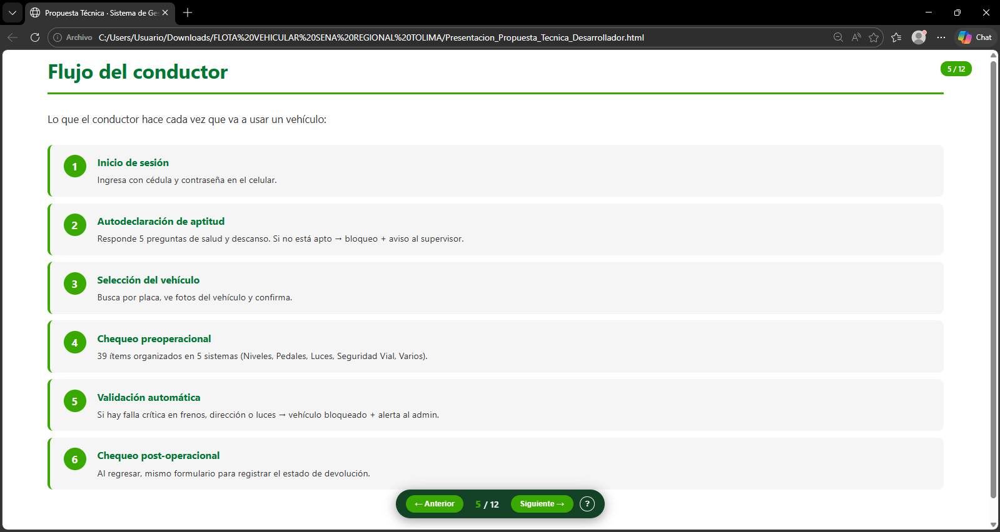 Propuesta Técnica · Sistema de Ge
Archivo
C:/Users/Usuario/Downloads/FLOTA%20VEHICULAR%20SENA%20REGIONAL%20TOLIMA/Presentacion_Propuesta_Tecnica_Desarrollador.html
Chat
Flujo del conductor
5 / 12
Lo que el conductor hace cada vez que va a usar un vehículo:
1
Inicio de sesión
Ingresa con cédula y contraseña en el celular.
2
Autodeclaración de aptitud
Responde 5 preguntas de salud y descanso. Si no está apto → bloqueo + aviso al supervisor.
3
Selección del vehículo
Busca por placa, ve fotos del vehículo y confirma.
4
Chequeo preoperacional
39 ítems organizados en 5 sistemas (Niveles, Pedales, Luces, Seguridad Vial, Varios).
5
Validación automática
Si hay falla crítica en frenos, dirección o luces → vehículo bloqueado + alerta al admin.
6
Chequeo post-operacional
Al regresar, mismo formulario para registrar el estado de devolución.
← Anterior
5 / 12
Siguiente →
?